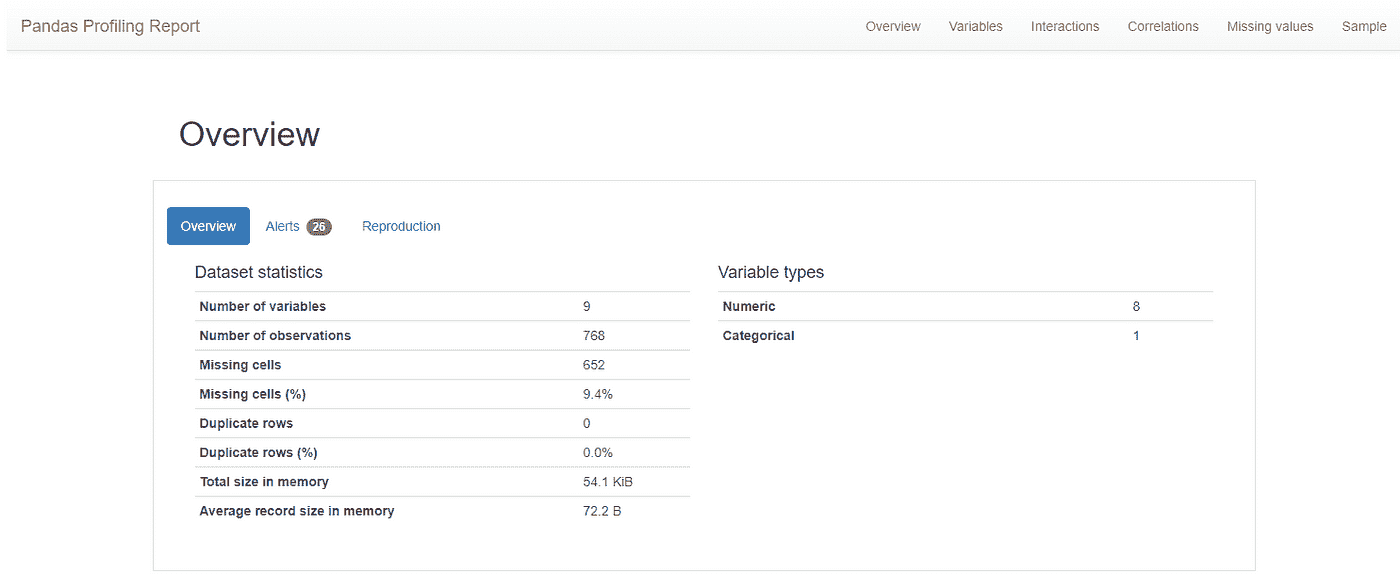 Pandas Profiling Report Overview Variables Interactions Correlations Missing values Sample
Overview
Overview Alerts 26 Reproduction
Dataset statistics
Number of variables 9
Number of observations 768
Missing cells 652
Missing cells (%) 9.4%
Duplicate rows 0
Duplicate rows (%) 0.0%
Total size in memory 54.1 KiB
Average record size in memory 72.2 B
Variable types
Numeric 8
Categorical 1